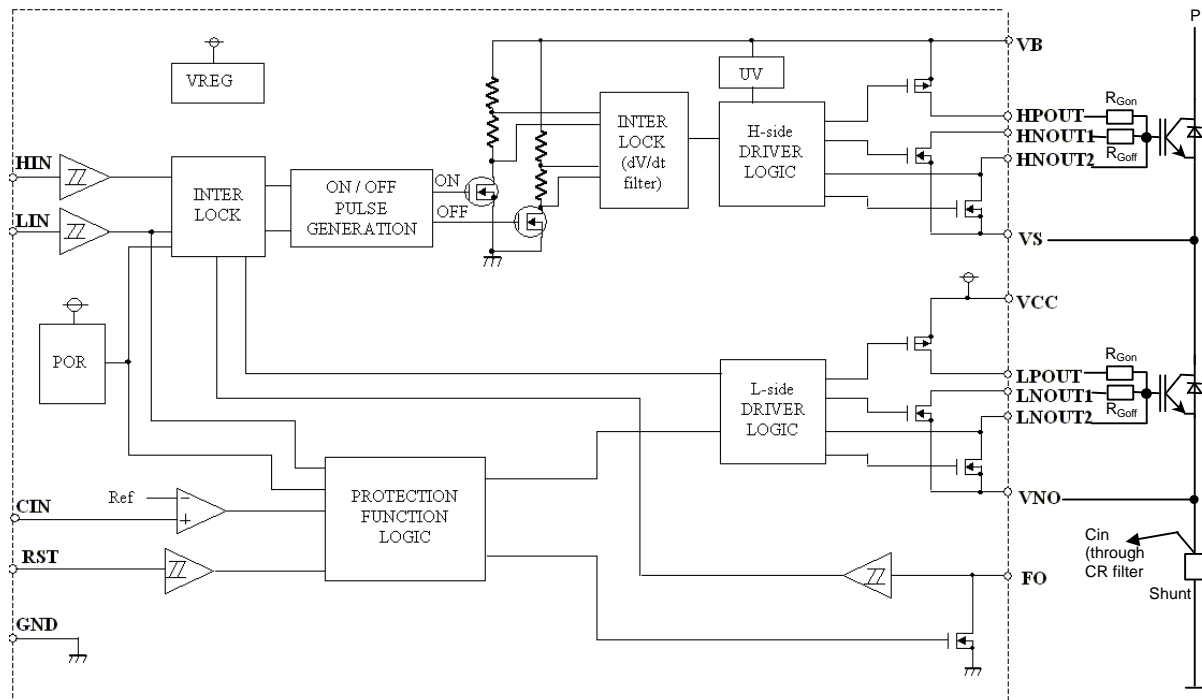 P
VREG
UV
VB
HIN
LIN
INTER
LOCK
ON / OFF
PULSE
GENERATION
ON
OFF
INTER
LOCK
(dV/dt
filter)
H-side
DRIVER
LOGIC
HPOUT
HNOUT1
HNOUT2
RGon
RGoff
VS
VCC
POR
L-side
DRIVER
LOGIC
LPOUT
LNOUT1
LNOUT2
RGon
RGoff
VNO
CIN
Ref
−
+
PROTECTION
FUNCTION
LOGIC
RST
GND
FO
Cin
(through
CR filter
Shunt